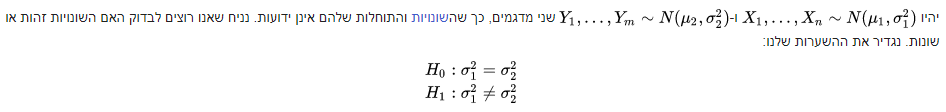 יהיו $X_1, \ldots, X_n \sim N(\mu_1, \sigma_1^2)$ ו-$Y_1, \ldots, Y_m \sim N(\mu_2, \sigma_2^2)$ שני מדגמים, כך שהשונויות והתוחלות שלהם אינן ידועות. נניח שאנו רוצים לבדוק האם השונויות זהות או
שונות. נגדיר את ההשערות שלנו:
$H_0 : \sigma_1^2 = \sigma_2^2$
$H_1 : \sigma_1^2 \neq \sigma_2^2$